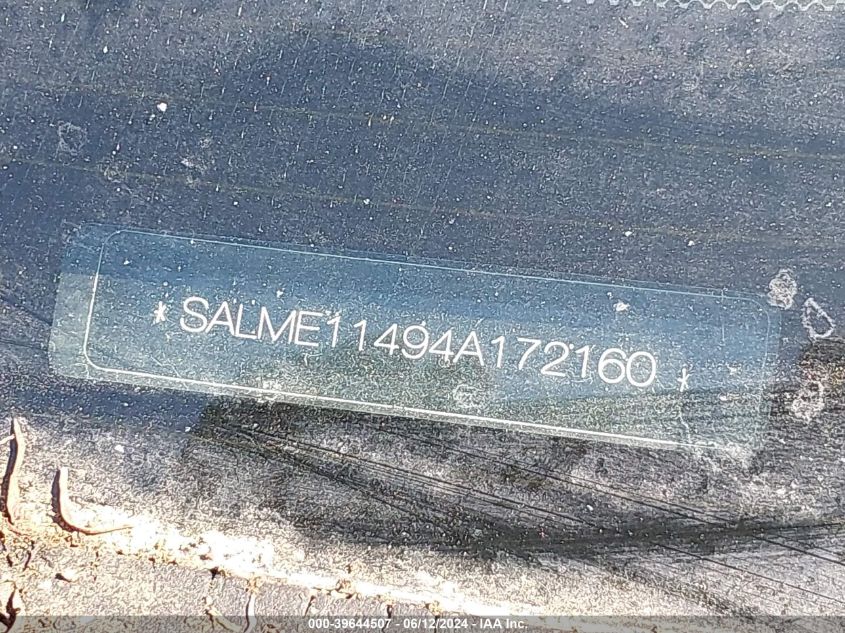 * SALME11494A172160 *
000-39644507 - 06/12/2024 - IAA Inc.